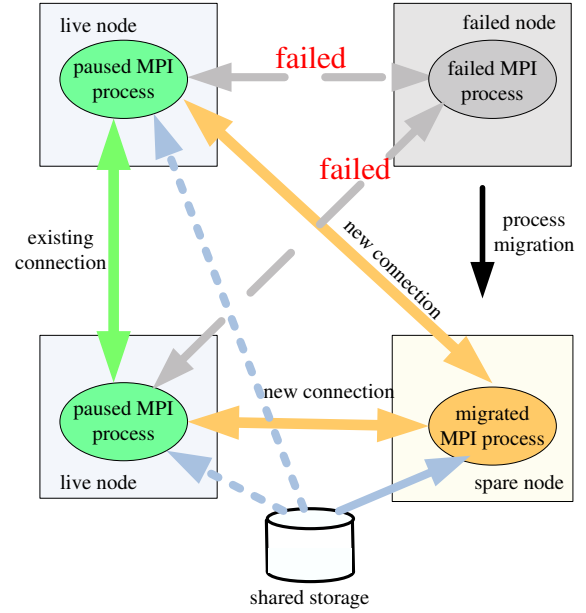 live node
failed node
paused MPI
process
failed
failed MPI
process
failed
existing
connection
new connection
process
migration
new connection
paused MPI
process
migrated
MPI process
live node
spare node
shared storage